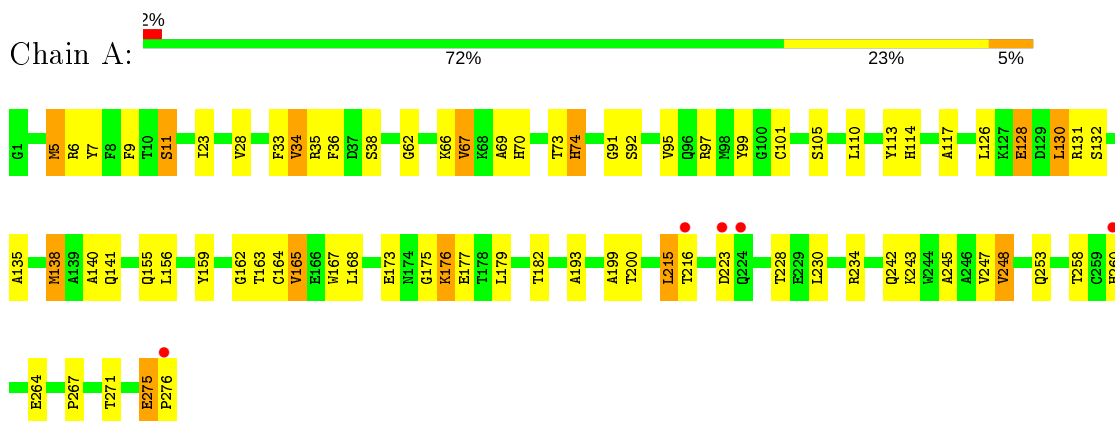 2%
Chain A:
72% 23% 5%
G1 M5 R6 Y7 F8 F9 T10 S11 I23 V28 F33 V34 R35 F36 D37 S38 G62 K66 V67 K68 A69 H70 T73 H74 G91 S92 V95 Q96 R97 M98 Y99 G100 C101 S105 L110 Y113 H114 A117 L126 K127 E128 D129 L130 R131 S132
A135 M138 A139 A140 Q141 Q155 L156 Y159 G162 T163 C164 V165 E166 W167 L168 E173 N174 G175 K176 E177 T178 L179 T182 A193 A199 T200 L215 T216 D223 Q224 T228 E229 L230 R234 Q242 K243 W244 A245 A246 V247 V248 Q253 T258 C259 H260
E264 P267 T271 E275 P276